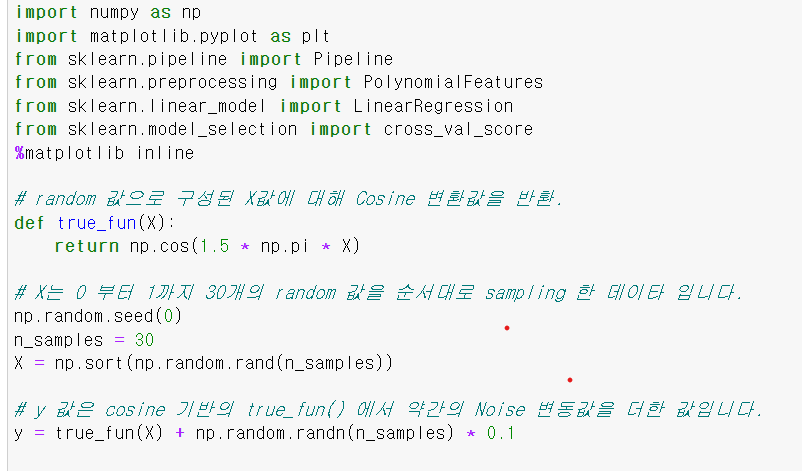 import numpy as np
import matplotlib.pyplot as plt
from sklearn.pipeline import Pipeline
from sklearn.preprocessing import PolynomialFeatures
from sklearn.linear_model import LinearRegression
from sklearn.model_selection import cross_val_score
%matplotlib inline
# random 값으로 구성된 X값에 대해 Cosine 변환값을 반환.
def true_fun(X):
    return np.cos(1.5 * np.pi * X)
# X는 0 부터 1까지 30개의 random 값을 순서대로 sampling 한 데이타 입니다.
np.random.seed(0)
n_samples = 30
X = np.sort(np.random.rand(n_samples))
# y 값은 cosine 기반의 true_fun() 에서 약간의 Noise 변동값을 더한 값입니다.
y = true_fun(X) + np.random.randn(n_samples) * 0.1